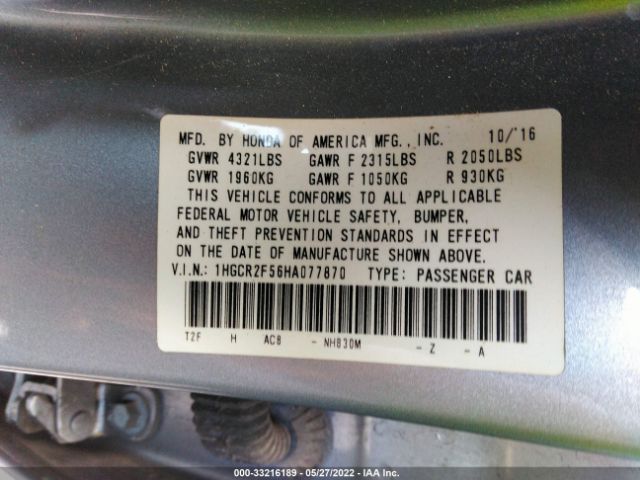 MFD. BY HONDA OF AMERICA MFG., INC. 10/'16
GVWR 4321LBS GAWR F 2315LBS R 2050LBS
GVWR 1960KG GAWR F 1050KG R 930KG
THIS VEHICLE CONFORMS TO ALL APPLICABLE
FEDERAL MOTOR VEHICLE SAFETY, BUMPER,
AND THEFT PREVENTION STANDARDS IN EFFECT
ON THE DATE OF MANUFACTURE SHOWN ABOVE.
V.I.N.: 1HGCR2F56HA077870 TYPE: PASSENGER CAR
T2F H AC8 - NH830M - Z - A
000-33216189 - 05/27/2022 - IAA Inc.